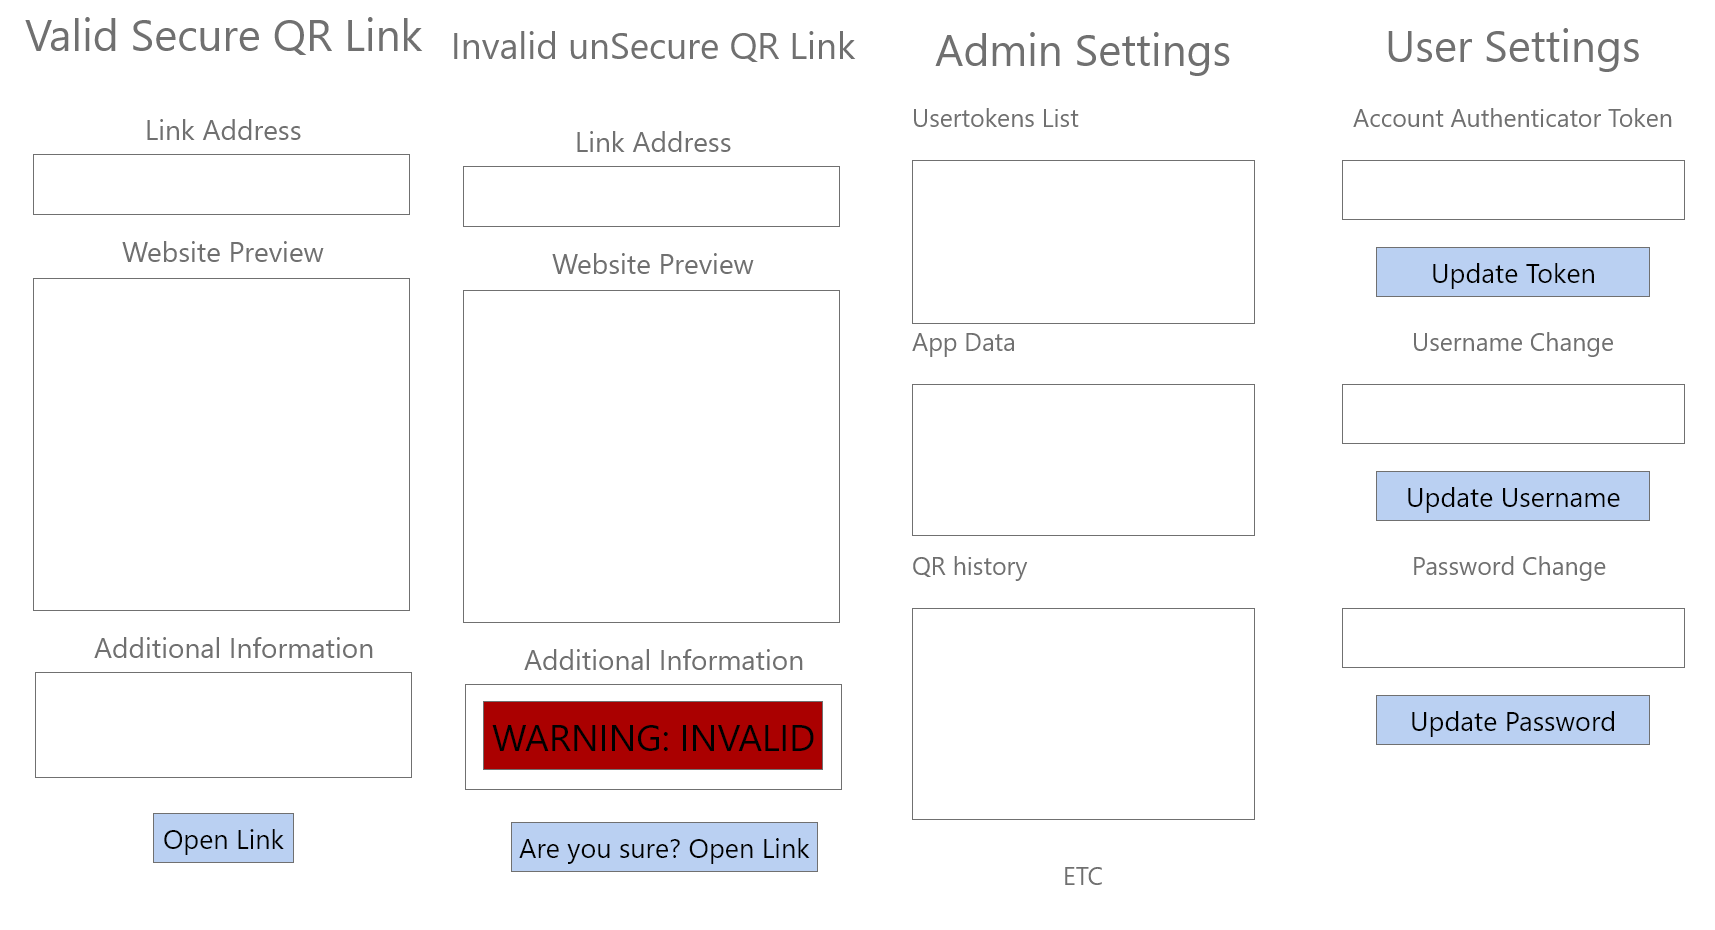 Valid Secure QR Link
Link Address
Website Preview
Additional Information
Open Link
Invalid unSecure QR Link
Link Address
Website Preview
Additional Information
WARNING: INVALID
Are you sure? Open Link
Admin Settings
Usertokens List
App Data
QR history
ETC
User Settings
Account Authenticator Token
Update Token
Username Change
Update Username
Password Change
Update Password